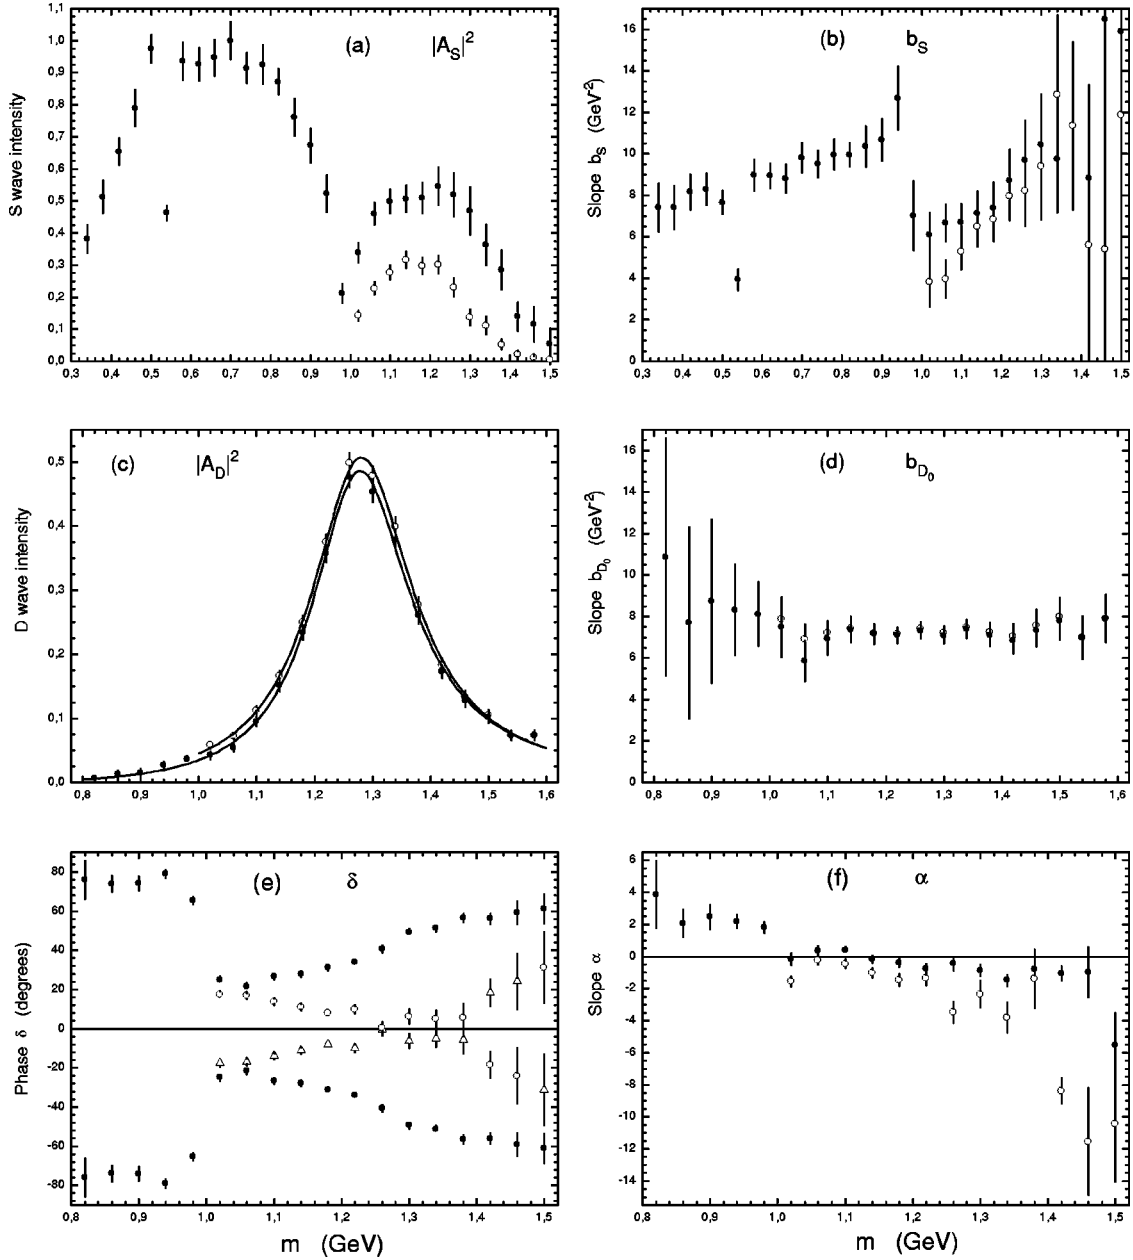 (a) |A_S|^2
S wave intensity
1,1
1,0
0,9
0,8
0,7
0,6
0,5
0,4
0,3
0,2
0,1
0,0
0,3 0,4 0,5 0,6 0,7 0,8 0,9 1,0 1,1 1,2 1,3 1,4 1,5
(b) b_S
Slope b_S (GeV^-2)
16
14
12
10
8
6
4
2
0
0,3 0,4 0,5 0,6 0,7 0,8 0,9 1,0 1,1 1,2 1,3 1,4 1,5
(c) |A_D|^2
D wave intensity
0,5
0,4
0,3
0,2
0,1
0,0
0,8 0,9 1,0 1,1 1,2 1,3 1,4 1,5 1,6
(d) b_D_0
Slope b_D_0 (GeV^-2)
16
14
12
10
8
6
4
2
0
0,8 0,9 1,0 1,1 1,2 1,3 1,4 1,5 1,6
(e) δ
Phase δ (degrees)
80
60
40
20
0
-20
-40
-60
-80
0,8 0,9 1,0 1,1 1,2 1,3 1,4 1,5
m (GeV)
(f) α
Slope α
6
4
2
0
-2
-4
-6
-8
-10
-12
-14
0,8 0,9 1,0 1,1 1,2 1,3 1,4 1,5
m (GeV)